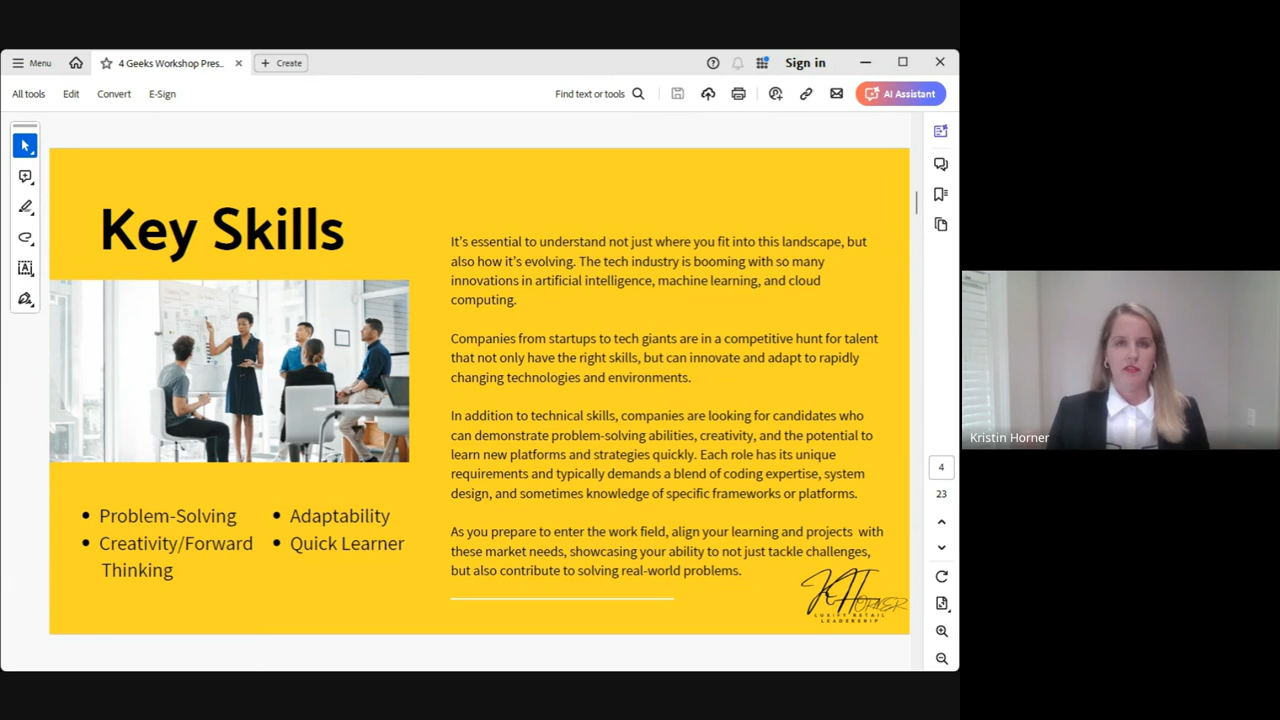 Menu
4 Geeks Workshop Pres...
Create
Sign in
All tools
Edit
Convert
E-Sign
Find text or tools
AI Assistant
Key Skills
It's essential to understand not just where you fit into this landscape, but
also how it's evolving. The tech industry is booming with so many
innovations in artificial intelligence, machine learning, and cloud
computing.
Companies from startups to tech giants are in a competitive hunt for talent
that not only have the right skills, but can innovate and adapt to rapidly
changing technologies and environments.
In addition to technical skills, companies are looking for candidates who
can demonstrate problem-solving abilities, creativity, and the potential to
learn new platforms and strategies quickly. Each role has its unique
requirements and typically demands a blend of coding expertise, system
design, and sometimes knowledge of specific frameworks or platforms.
As you prepare to enter the work field, align your learning and projects with
these market needs, showcasing your ability to not just tackle challenges,
but also contribute to solving real-world problems.
• Problem-Solving
• Creativity/Forward
Thinking
• Adaptability
• Quick Learner
KHorner
LUXIFY RETAIL
LEADERSHIP
4
23
Kristin Horner